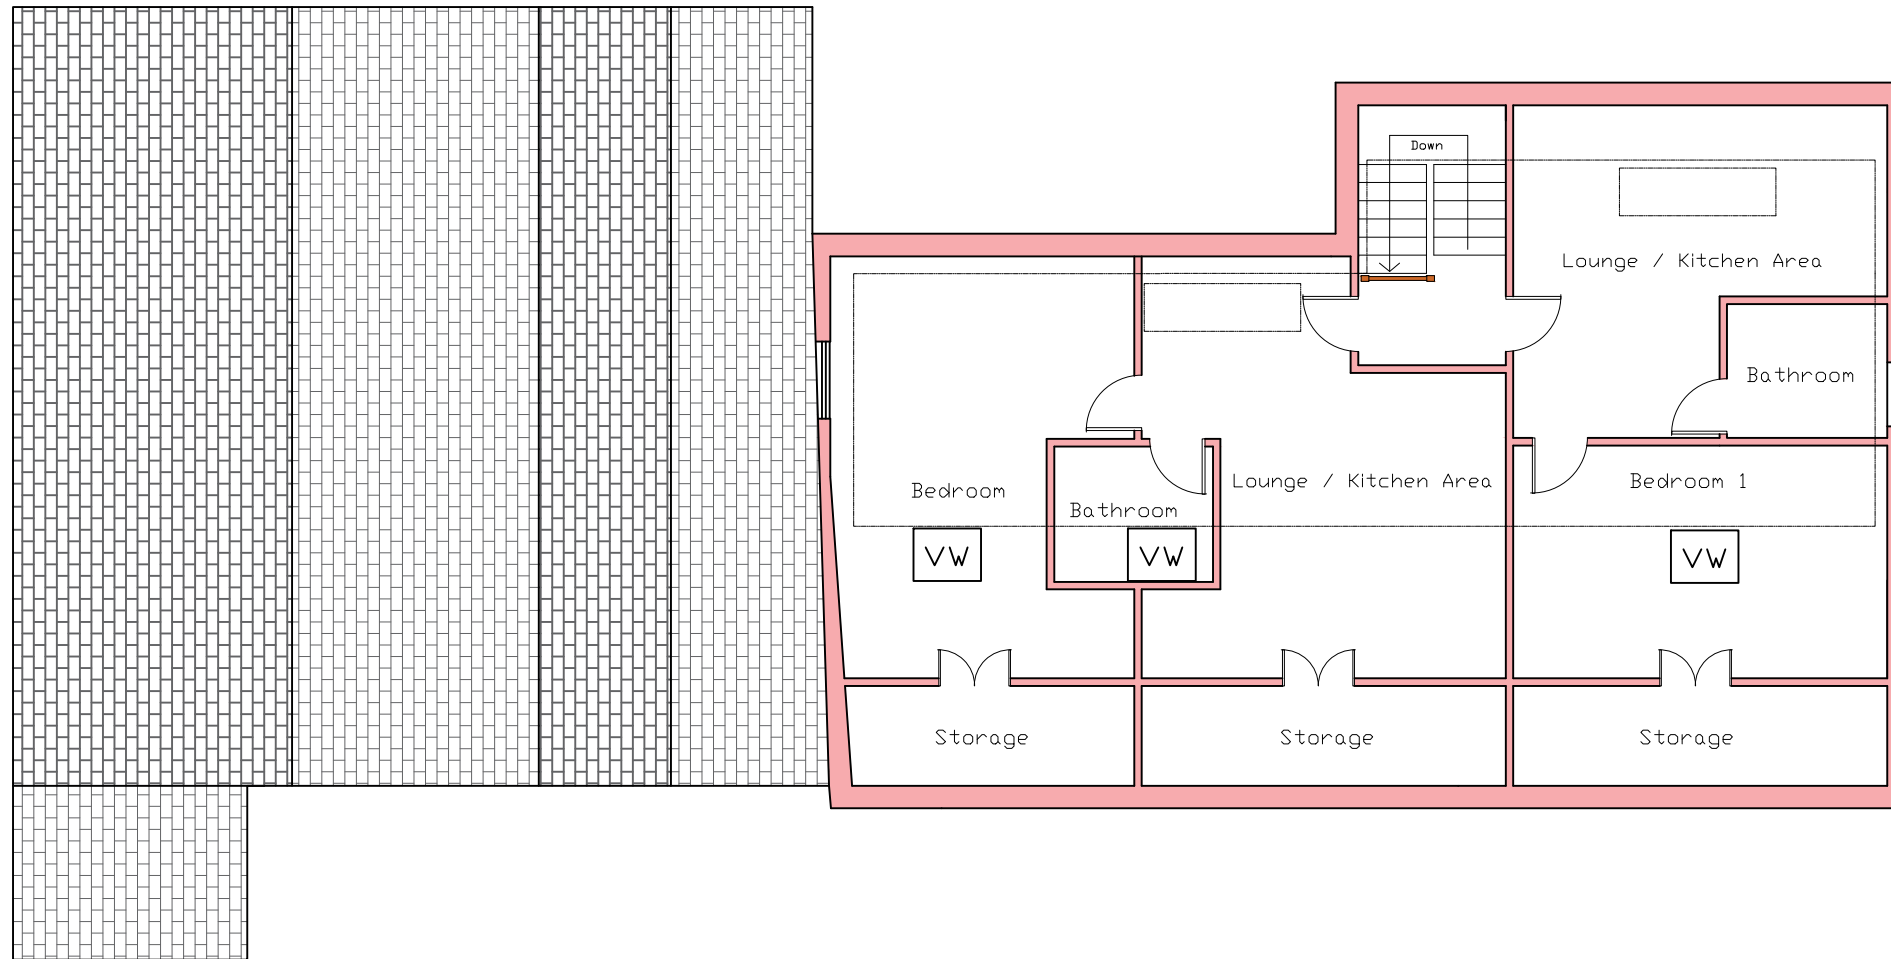 Down
Lounge / Kitchen Area
Bathroom
Bedroom
Lounge / Kitchen Area
Bedroom 1
Bathroom
VW
VW
VW
Storage
Storage
Storage